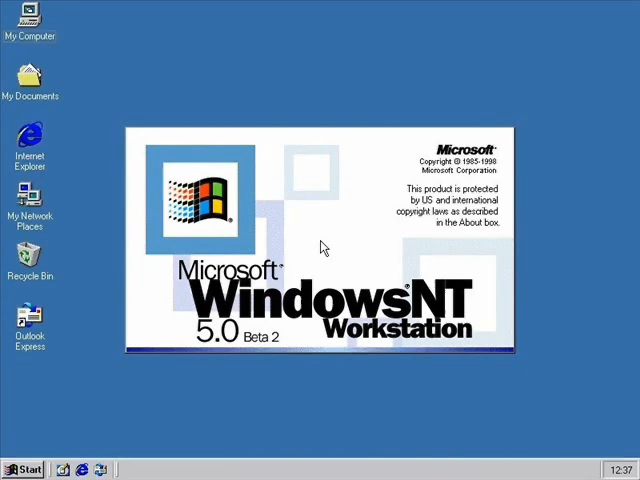 My Computer
My Documents
Internet
Explorer
My Network
Places
Recycle Bin
Outlook
Express
Microsoft
Copyright © 1985-1998
Microsoft Corporation
This product is protected
by US and international
copyright laws as described
in the About box.
Microsoft
Windows®NT
5.0 Beta 2 Workstation
Start
12:37